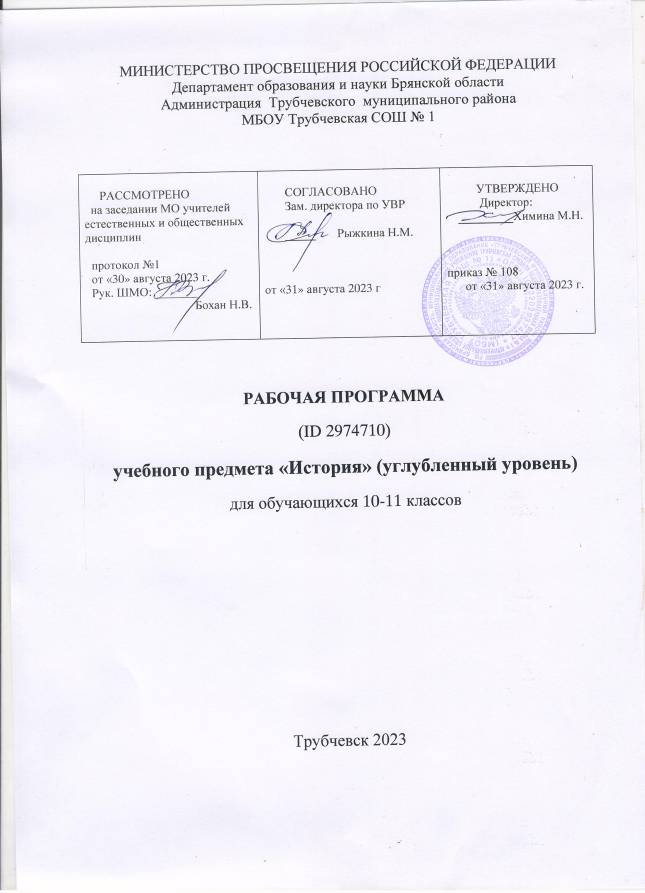 МИНИСТЕРСТВО ПРОСВЕЩЕНИЯ РОССИЙСКОЙ ФЕДЕРАЦИИ
Департамент образования и науки Брянской области
Администрация Трубчевского муниципального района
МБОУ Трубчевская СОШ № 1
РАССМОТРЕНО
на заседании МО учителей
естественных и общественных
дисциплин
протокол №1
от «30» августа 2023 г.
Рук. ШМО:
Бохан Н.В.
СОГЛАСОВАНО
Зам. директора по УВР
Рыжкина Н.М.
от «31» августа 2023 г
УТВЕРЖДЕНО
Директор:
Химина М.Н.
приказ № 108
от «31» августа 2023 г.
РАБОЧАЯ ПРОГРАММА
(ID 2974710)
учебного предмета «История» (углубленный уровень)
для обучающихся 10-11 классов
Трубчевск 2023